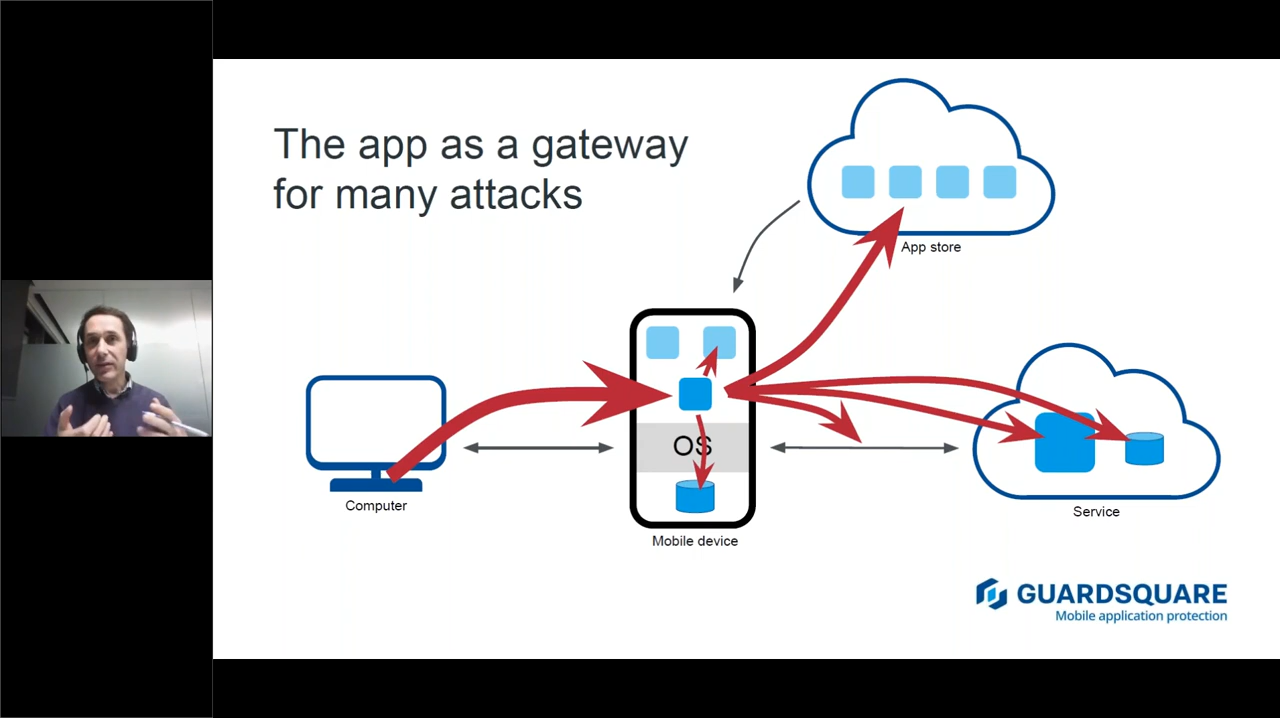 The app as a gateway
for many attacks
App store
OS
Computer
Mobile device
Service
GUARDSQUARE
Mobile application protection